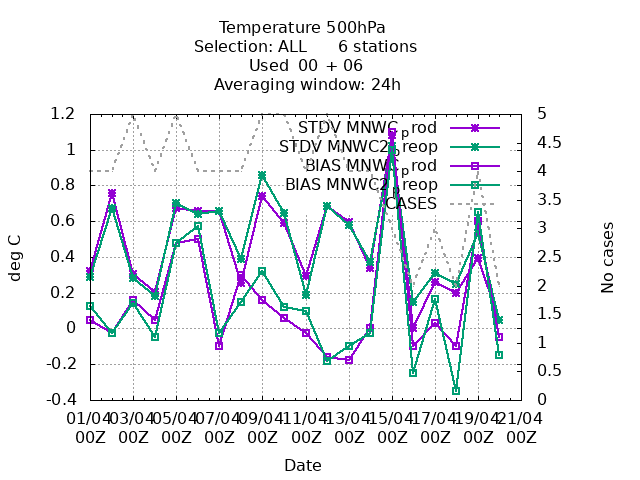 Temperature 500hPa
Selection: ALL 6 stations
Used 00 + 06
Averaging window: 24h
STDV MNWC_prod
STDV MNWC2_preop
BIAS MNWC_prod
BIAS MNWC2_preop
CASES
1.2
1
0.8
0.6
0.4
0.2
0
-0.2
-0.4
5
4.5
4
3.5
3
2.5
2
1.5
1
0.5
0
deg C
No cases
01/04 03/04 05/04 07/04 09/04 11/04 13/04 15/04 17/04 19/04 21/04
00Z 00Z 00Z 00Z 00Z 00Z 00Z 00Z 00Z 00Z 00Z
Date